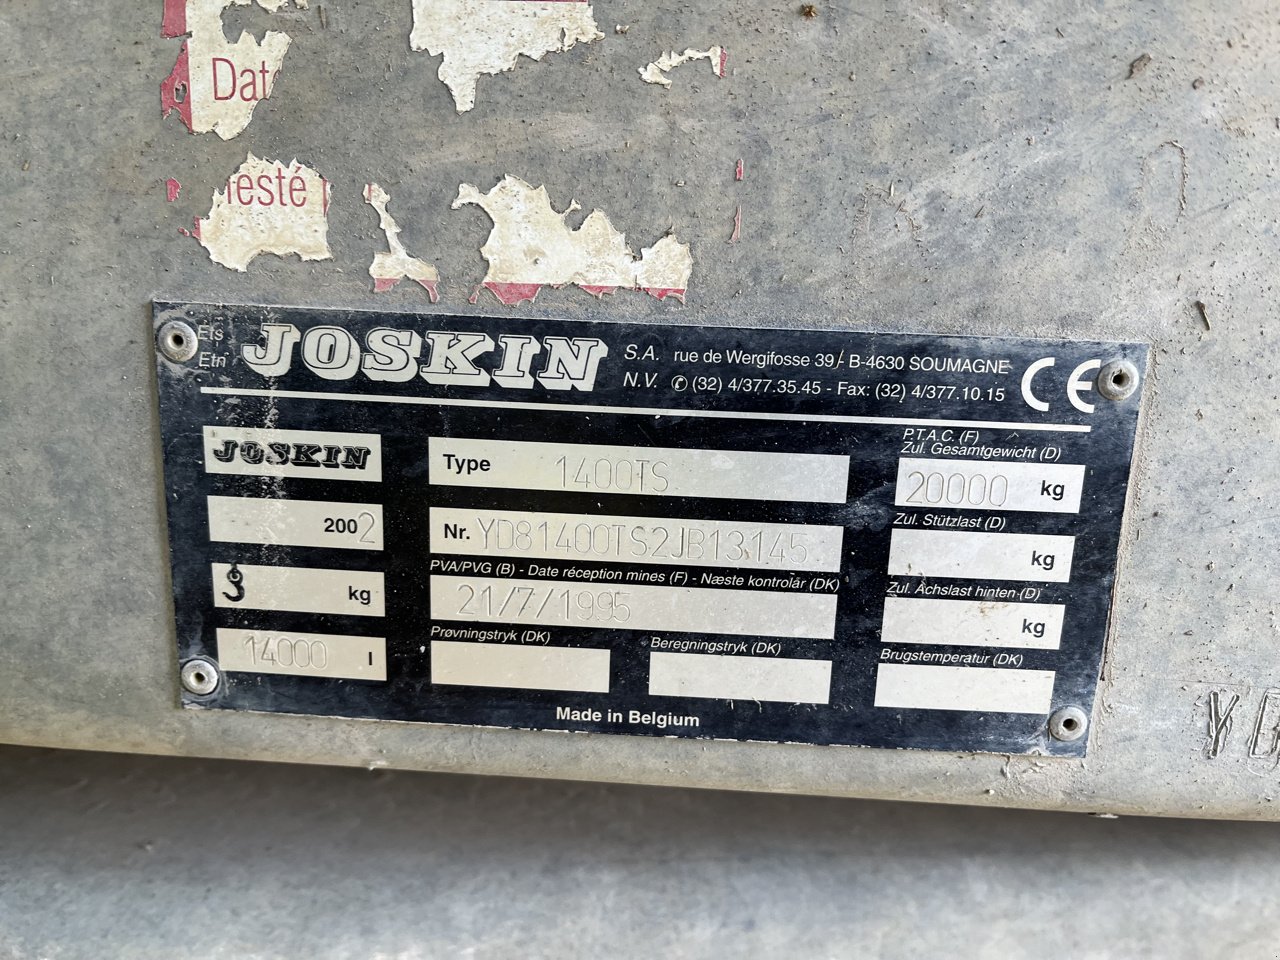 Date
testé
Ets
Etn
JOSKIN
S.A. rue de Wergifosse 39 - B-4630 SOUMAGNE
N.V. ✆ (32) 4/377.35.45 - Fax: (32) 4/377.10.15
CE
JOSKIN
2002
kg
14000 l
Type 1400TS
Nr. YD81400TS2JB13145
PVA/PVG (B) - Date réception mines (F) - Næste kontrolár (DK)
21/7/1995
Prøvningstryk (DK)
Beregningstryk (DK)
P.T.A.C. (F)
Zul. Gesamtgewicht (D)
20000 kg
Zul. Stützlast (D)
kg
Zul. Achslast hinten (D)
kg
Brugstemperatur (DK)
Made in Belgium